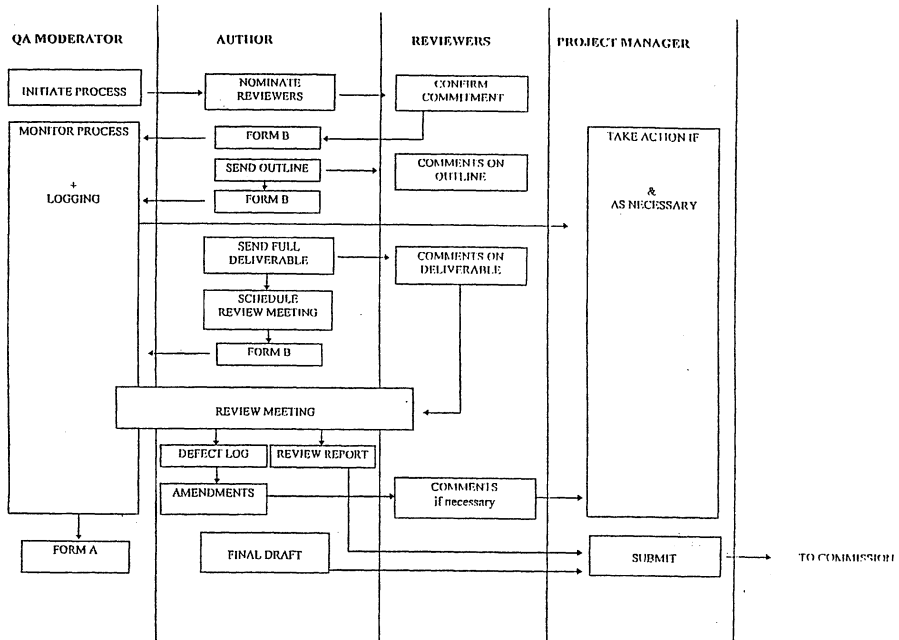 QA MODERATOR
AUTHOR
REVIEWERS
PROJECT MANAGER
INITIATE PROCESS
NOMINATE
REVIEWERS
CONFIRM
COMMITMENT
MONITOR PROCESS
+
LOGGING
FORM B
SEND OUTLINE
COMMENTS ON
OUTLINE
FORM B
TAKE ACTION IF
&
AS NECESSARY
SEND FULL
DELIVERABLE
COMMENTS ON
DELIVERABLE
SCHEDULE
REVIEW MEETING
FORM B
REVIEW MEETING
DEFECT LOG
REVIEW REPORT
AMENDMENTS
COMMENTS
if necessary
FORM A
FINAL DRAFT
SUBMIT
TO COMMISSION